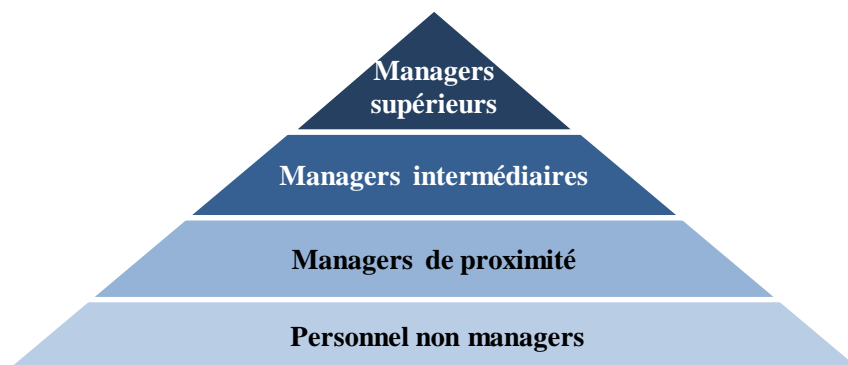 Managers
supérieurs
Managers intermédiaires
Managers de proximité
Personnel non managers